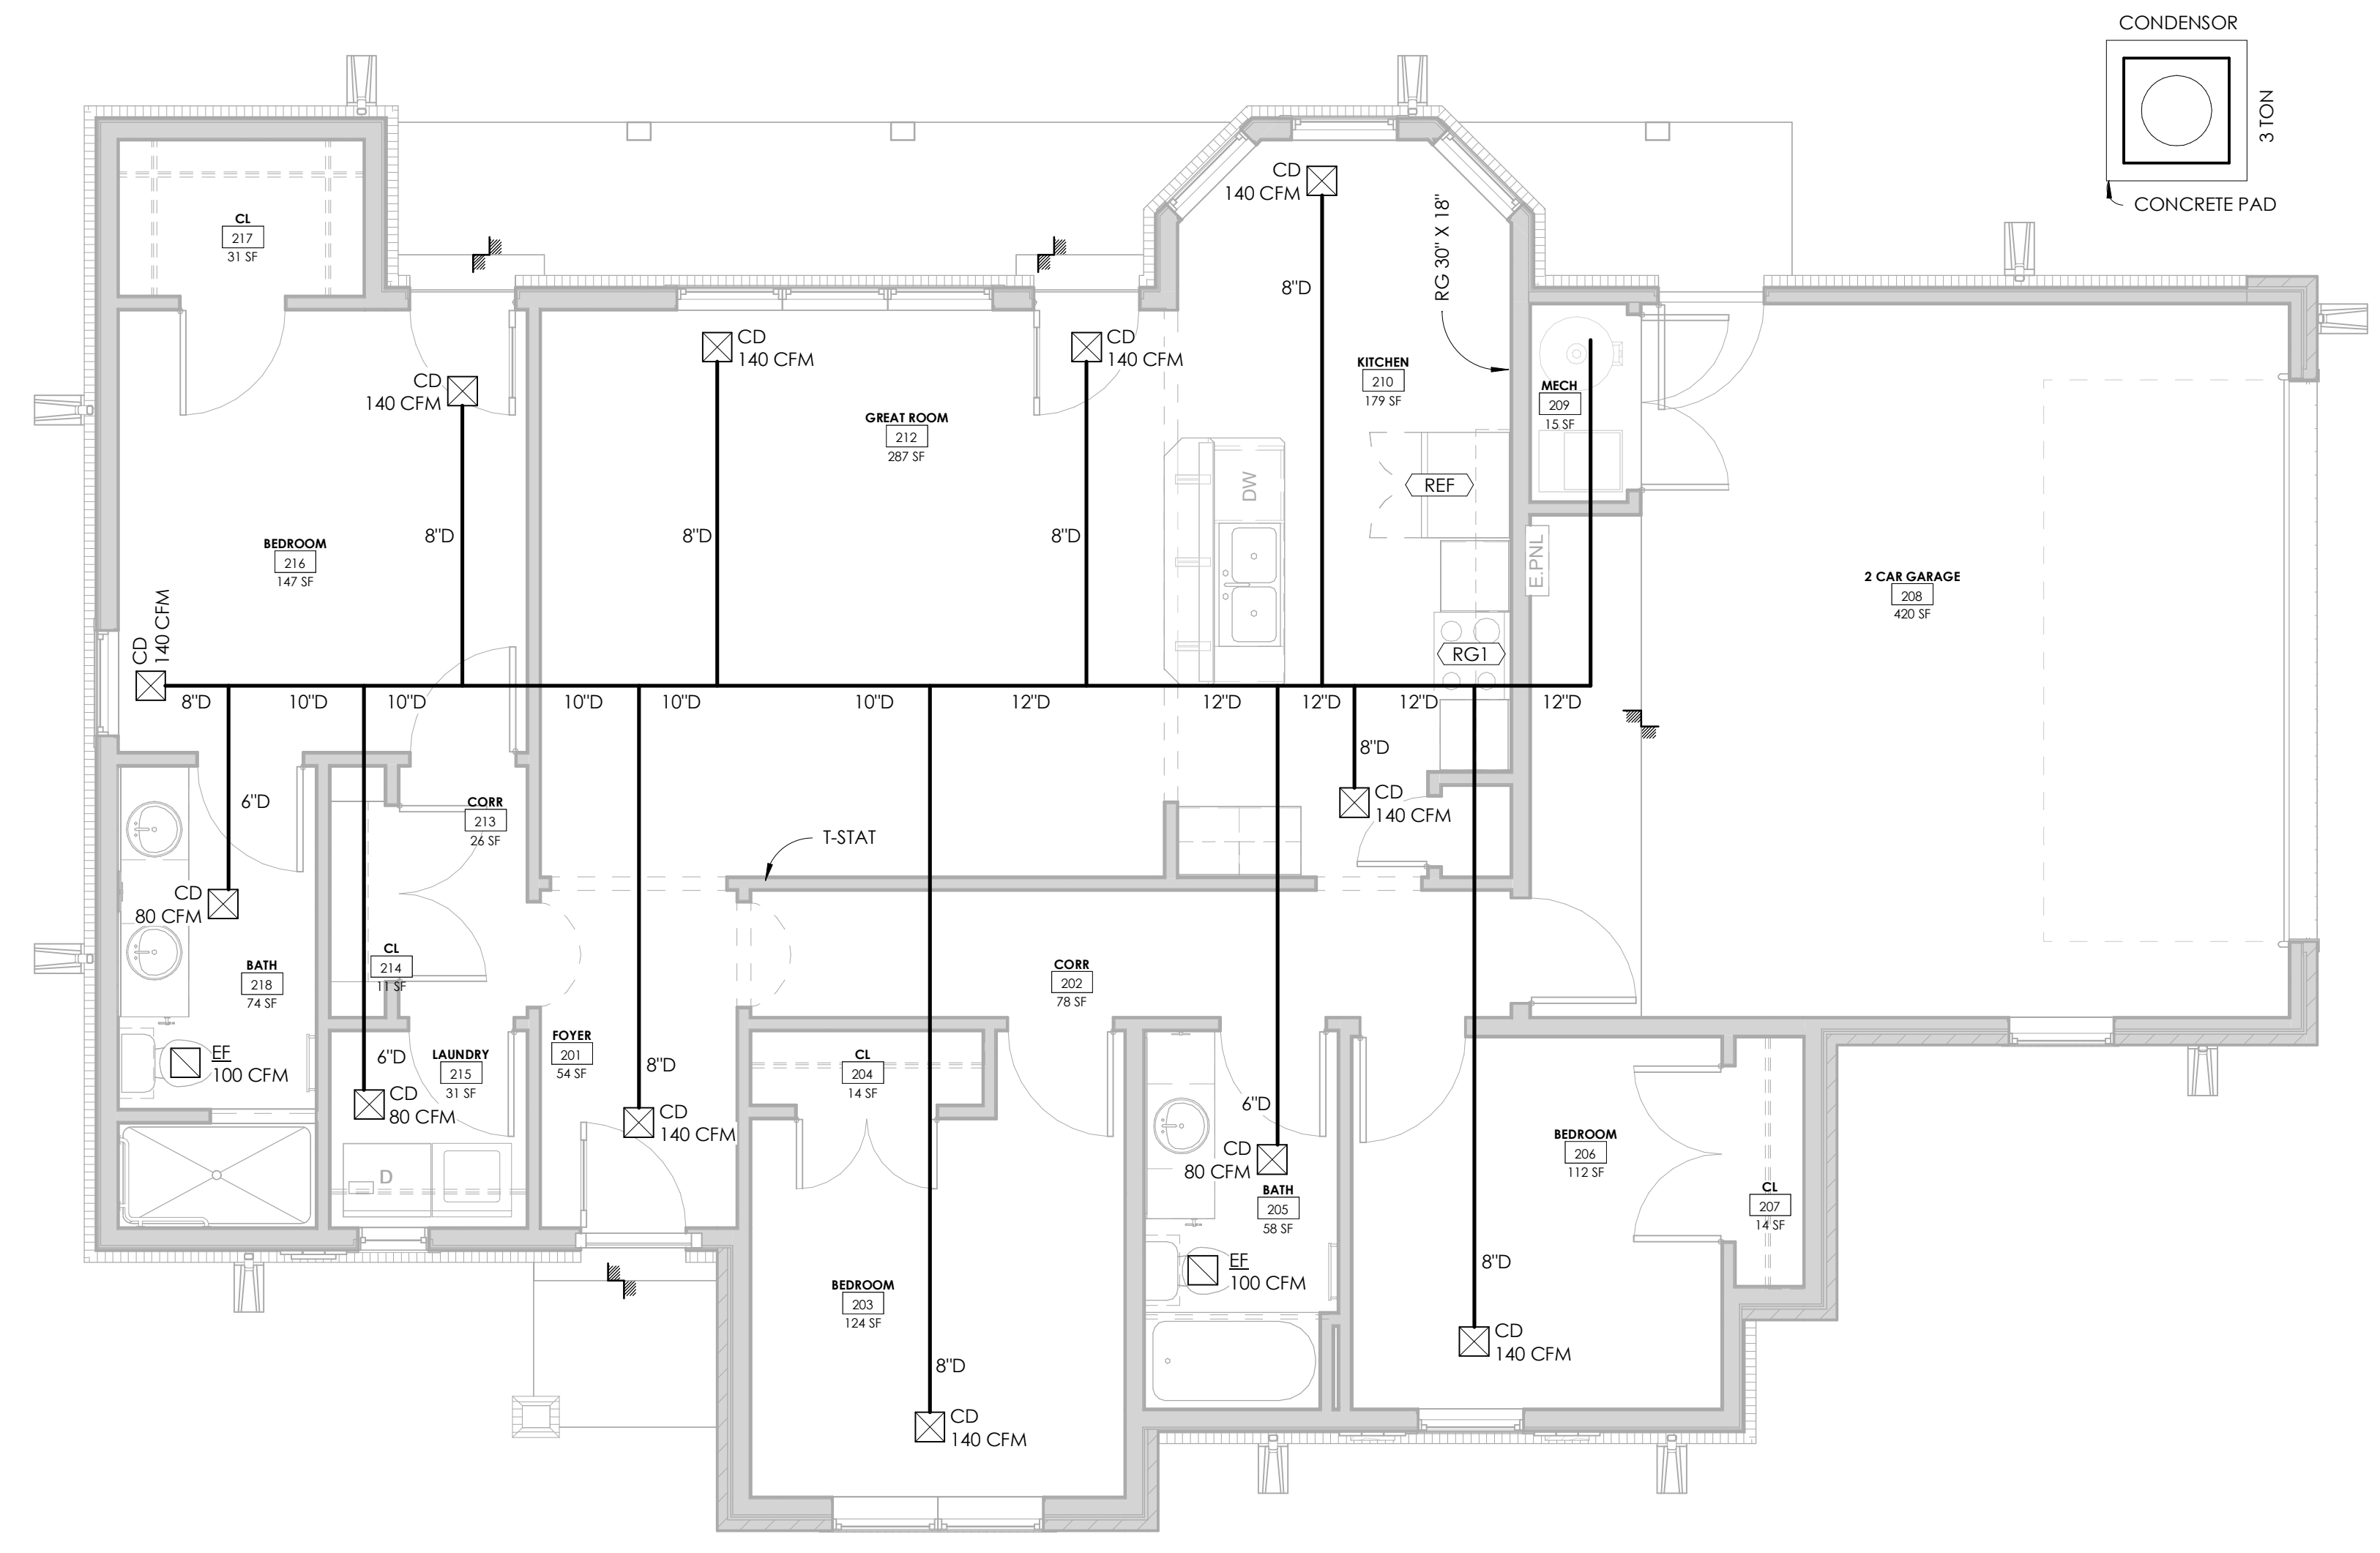 CONDENSOR
3 TON
CONCRETE PAD
CD
140 CFM
RG 30" X 18"
CL
217
31 SF
8"D
CD
140 CFM
CD
140 CFM
CD
140 CFM
KITCHEN
210
179 SF
MECH
209
15 SF
GREAT ROOM
212
287 SF
REF
DW
8"D
8"D
8"D
BEDROOM
216
147 SF
E.PNL
2 CAR GARAGE
208
420 SF
CD
140 CFM
RG1
8"D
10"D
10"D
10"D
10"D
10"D
12"D
12"D
12"D
12"D
12"D
8"D
6"D
CORR
213
26 SF
CD
140 CFM
T-STAT
CD
80 CFM
CL
214
11 SF
BATH
218
74 SF
CORR
202
78 SF
EF
100 CFM
6"D
LAUNDRY
215
31 SF
FOYER
201
54 SF
8"D
CL
204
14 SF
CD
80 CFM
CD
140 CFM
6"D
BEDROOM
206
112 SF
CD
80 CFM
D
BATH
205
58 SF
CL
207
14 SF
EF
100 CFM
8"D
BEDROOM
203
124 SF
CD
140 CFM
8"D
CD
140 CFM